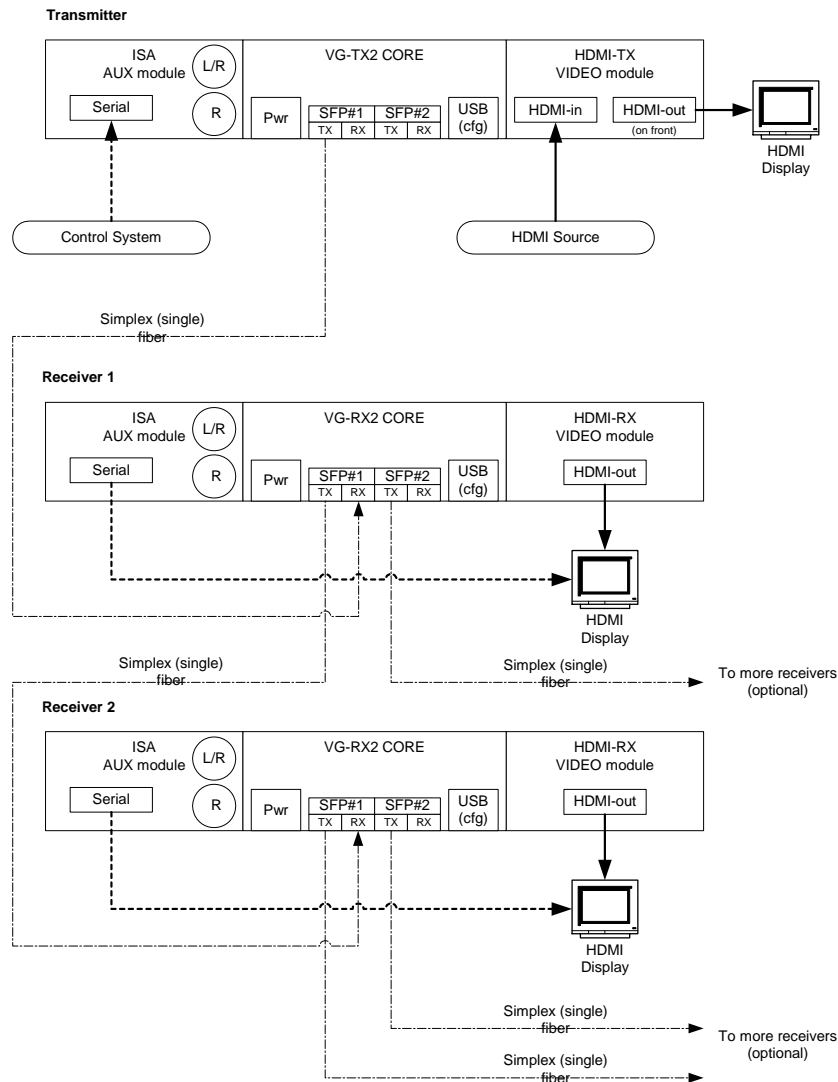 Transmitter
ISA
AUX module
L/R
R
Serial
VG-TX2 CORE
Pwr
SFP#1
SFP#2
TX
RX
TX
RX
USB
(cfg)
HDMI-TX
VIDEO module
HDMI-in
HDMI-out
(on front)
HDMI
Display
Control System
HDMI Source
Simplex (single)
fiber
Receiver 1
ISA
AUX module
L/R
R
Serial
VG-RX2 CORE
Pwr
SFP#1
SFP#2
TX
RX
TX
RX
USB
(cfg)
HDMI-RX
VIDEO module
HDMI-out
HDMI
Display
Simplex (single)
fiber
Simplex (single)
fiber
To more receivers
(optional)
Receiver 2
ISA
AUX module
L/R
R
Serial
VG-RX2 CORE
Pwr
SFP#1
SFP#2
TX
RX
TX
RX
USB
(cfg)
HDMI-RX
VIDEO module
HDMI-out
HDMI
Display
Simplex (single)
fiber
Simplex (single)
fiber
To more receivers
(optional)